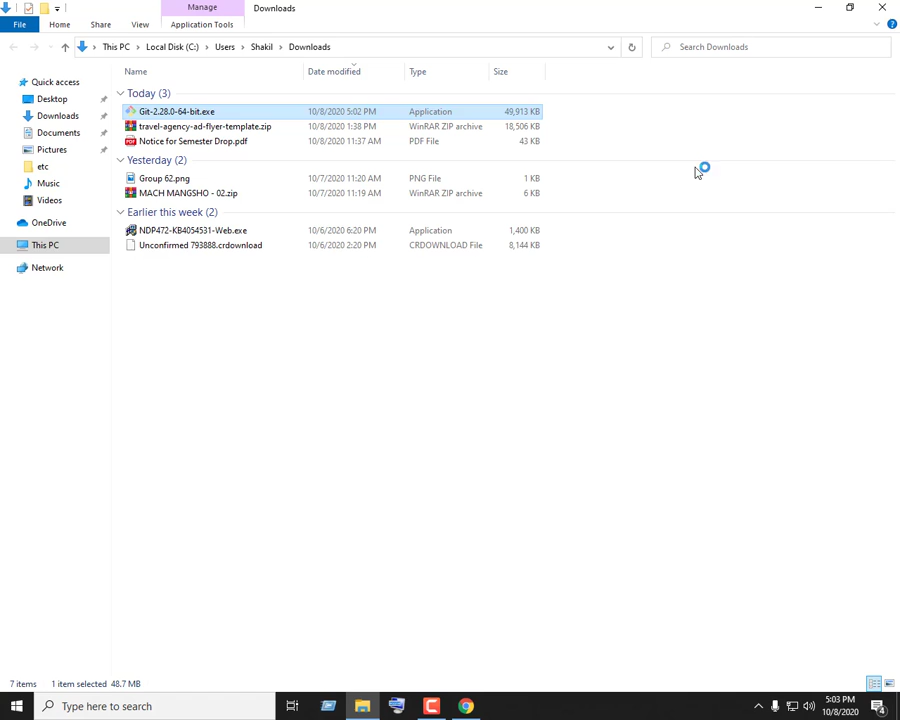 Manage
Downloads
File
Home
Share
View
Application Tools
This PC
Local Disk (C:)
Users
Shakil
Downloads
Search Downloads
Name
Date modified
Type
Size
Quick access
Desktop
Downloads
Documents
Pictures
etc
Music
Videos
OneDrive
This PC
Network
Today (3)
Git-2.28.0-64-bit.exe 10/8/2020 5:02 PM Application 49,913 KB
travel-agency-ad-flyer-template.zip 10/8/2020 1:38 PM WinRAR ZIP archive 18,506 KB
Notice for Semester Drop.pdf 10/8/2020 11:37 AM PDF File 43 KB
Yesterday (2)
Group 62.png 10/7/2020 11:20 AM PNG File 1 KB
MACH MANGSHO - 02.zip 10/7/2020 11:19 AM WinRAR ZIP archive 6 KB
Earlier this week (2)
NDP472-KB4054531-Web.exe 10/6/2020 6:20 PM Application 1,400 KB
Unconfirmed 793888.crdownload 10/6/2020 2:20 PM CRDOWNLOAD File 8,144 KB
7 items
1 item selected 48.7 MB
Type here to search
5:03 PM
10/8/2020
4